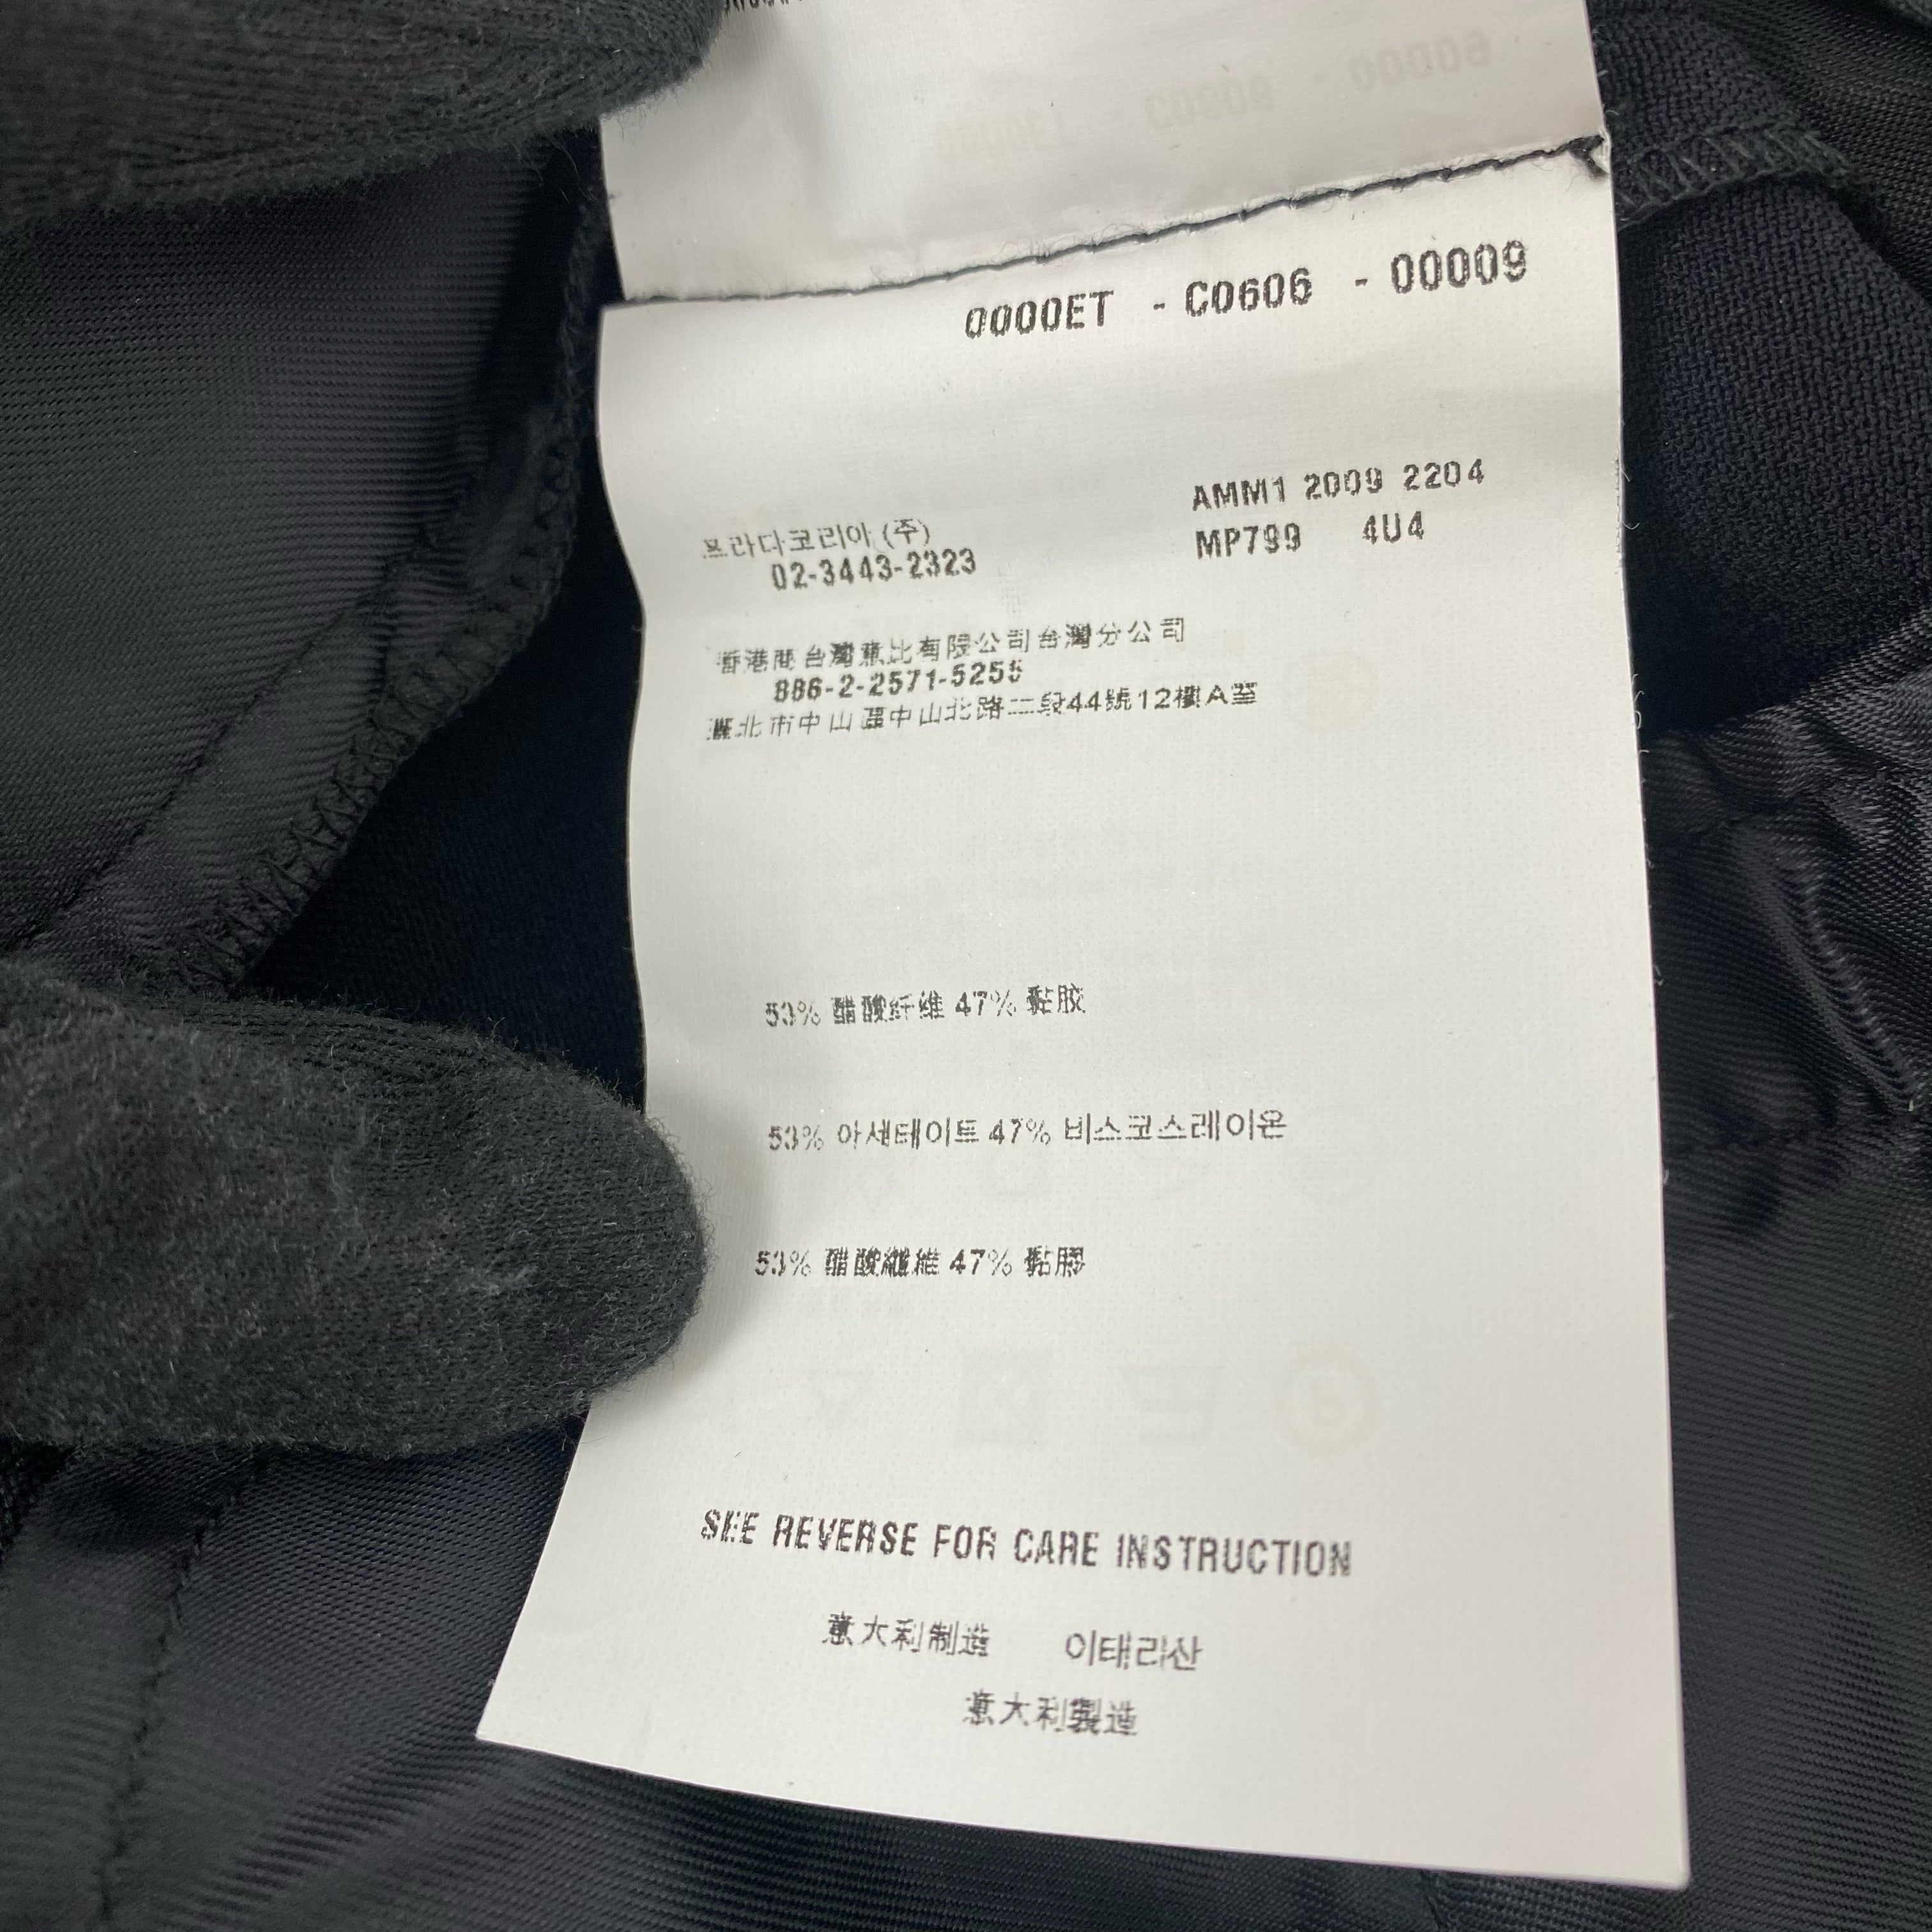 0000ET - C0606 - 00009
AMM1 2009 2204
MP799 4U4
프라다코리아 (주)
02-3443-2323
香港商台灣意比有限公司台灣分公司
886-2-2571-5255
臺北市中山區中山北路二段44號12樓A室
53% 醋酸纤维 47% 黏胶
53% 아세테이트 47% 비스코스레이온
53% 醋酸纖維 47% 黏膠
SEE REVERSE FOR CARE INSTRUCTION
意大利制造 이태리산
意大利製造